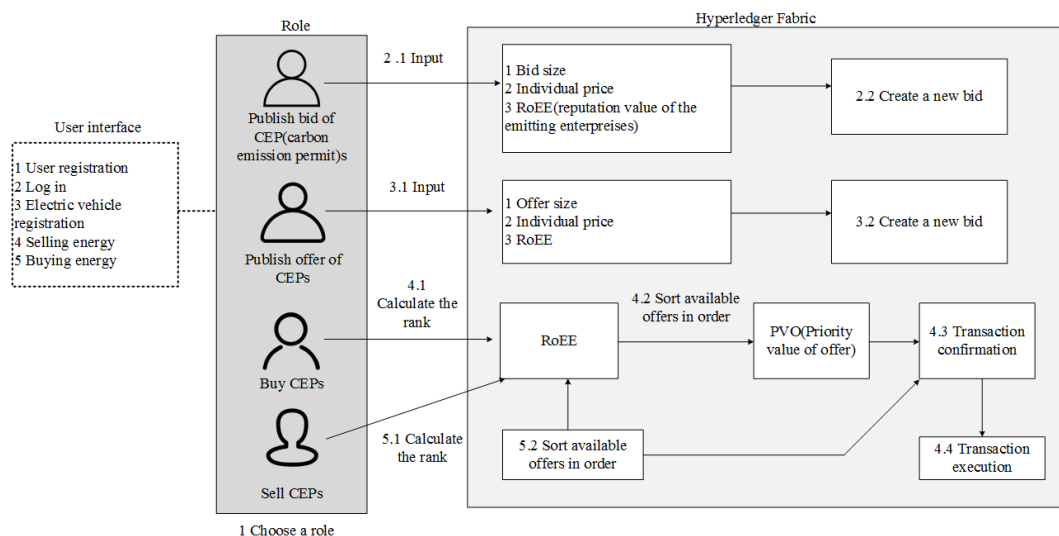 Hyperledger Fabric
Role
2 .1 Input
1 Bid size
2 Individual price
3 RoEE(reputation value of the
emitting enterpreises)
2.2 Create a new bid
Publish bid of
CEP(carbon
emission permit)s
User interface
1 User registration
2 Log in
3 Electric vehicle
registration
4 Selling energy
5 Buying energy
3.1 Input
1 Offer size
2 Individual price
3 RoEE
3.2 Create a new bid
Publish offer of
CEPs
4.1
Calculate the
rank
4.2 Sort available
offers in order
RoEE
PVO(Priority
value of offer)
4.3 Transaction
confirmation
Buy CEPs
5.1 Calculate
the rank
5.2 Sort available
offers in order
4.4 Transaction
execution
Sell CEPs
1 Choose a role